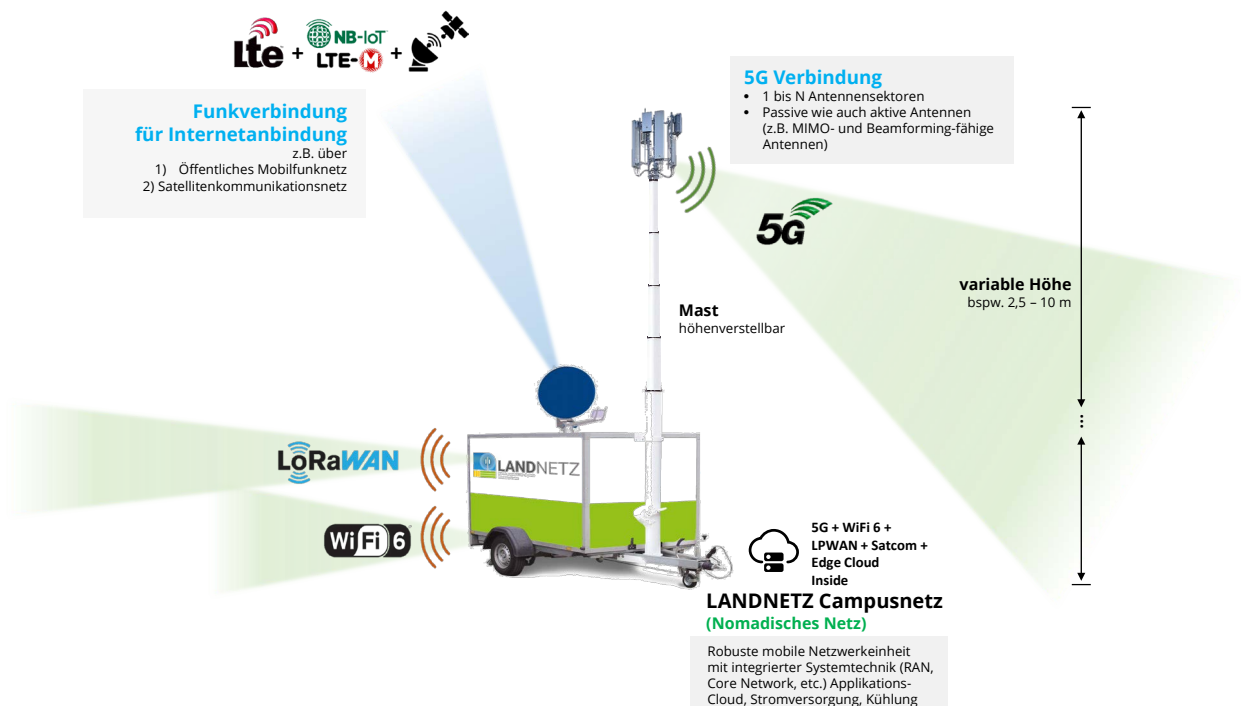 Lte + NB-IoT LTE-M +
Funkverbindung
für Internetanbindung
z.B. über
1) Öffentliches Mobilfunknetz
2) Satellitenkommunikationsnetz
5G Verbindung
• 1 bis N Antennensektoren
• Passive wie auch aktive Antennen
(z.B. MIMO- und Beamforming-fähige
Antennen)
5G
variable Höhe
bspw. 2,5 – 10 m
Mast
höhenverstellbar
...
LoRaWAN
LANDNETZ
WiFi 6
5G + WiFi 6 +
LPWAN + Satcom +
Edge Cloud
Inside
LANDNETZ Campusnetz
(Nomadisches Netz)
Robuste mobile Netzwerkeinheit
mit integrierter Systemtechnik (RAN,
Core Network, etc.) Applikations-
Cloud, Stromversorgung, Kühlung